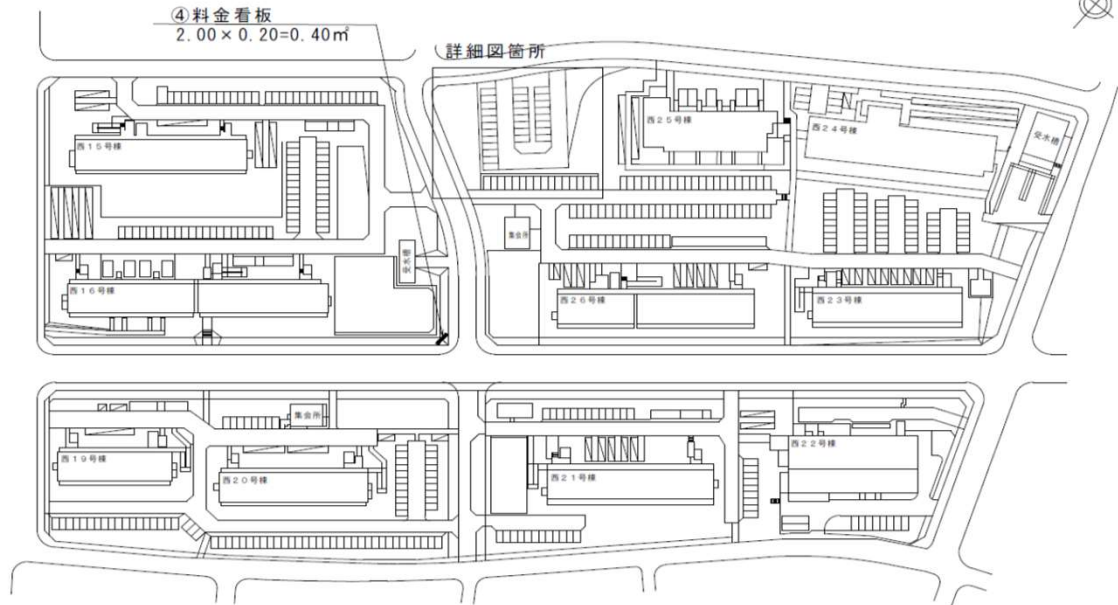 ④料金看板
2.00×0.20=0.40㎡
詳細図箇所
西15号棟
西25号棟
西24号棟
受水槽
集会所
受水槽
西16号棟
西26号棟
西23号棟
集会所
西19号棟
西20号棟
西21号棟
西22号棟